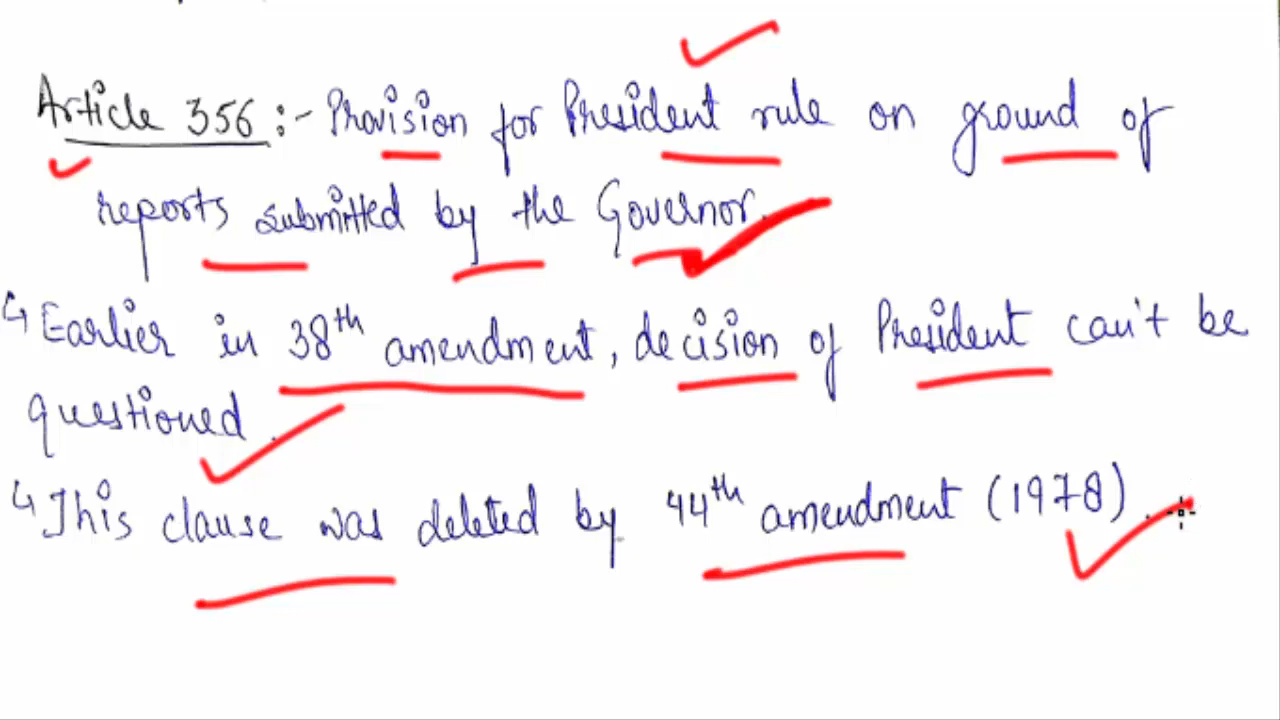 Article 356 :- Provision for President rule on ground of
reports submitted by the Governor.
↳ Earlier in 38th amendment, decision of President can't be
questioned.
↳ This clause was deleted by 44th amendment (1978).